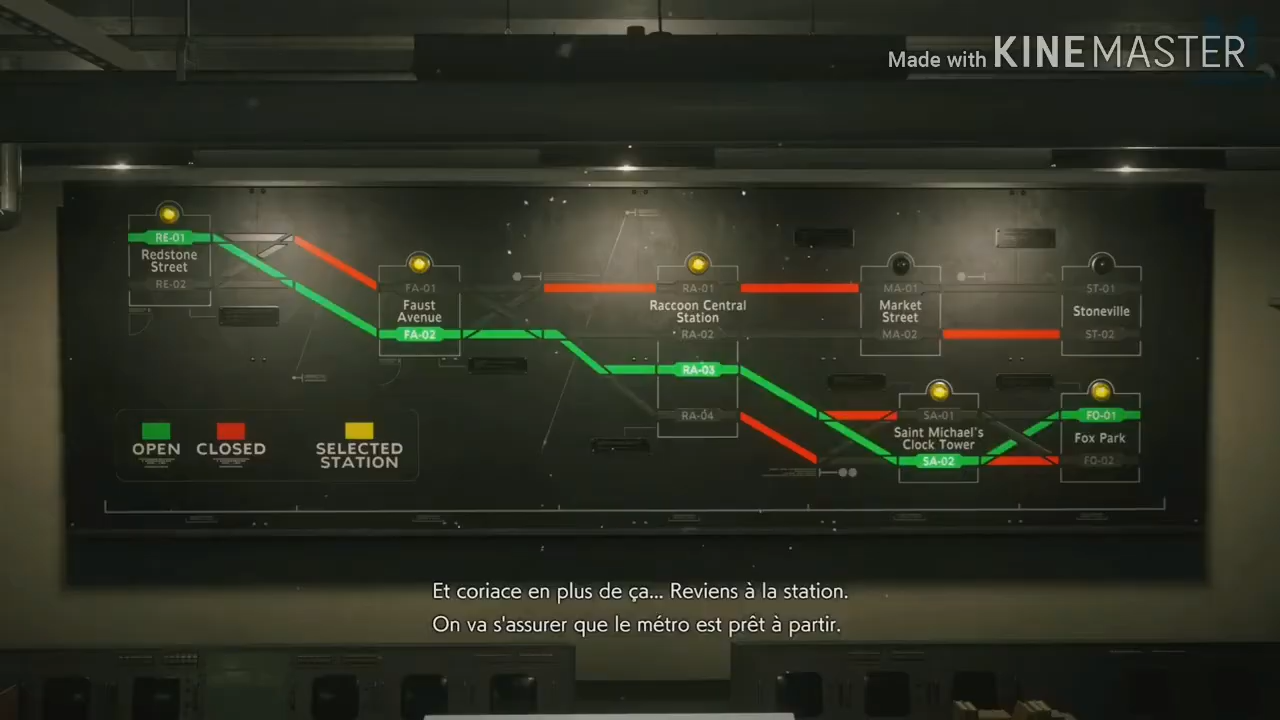 Made with KINEMASTER
RE-01
Redstone
Street
RE-02
FA-01
Faust
Avenue
FA-02
RA-01
Raccoon Central
Station
RA-02
RA-03
RA-04
MA-01
Market
Street
MA-02
ST-01
Stoneville
ST-02
SA-01
Saint Michael's
Clock Tower
SA-02
FO-01
Fox Park
FO-02
OPEN
CLOSED
SELECTED
STATION
Et coriace en plus de ça... Reviens à la station.
On va s'assurer que le métro est prêt à partir.